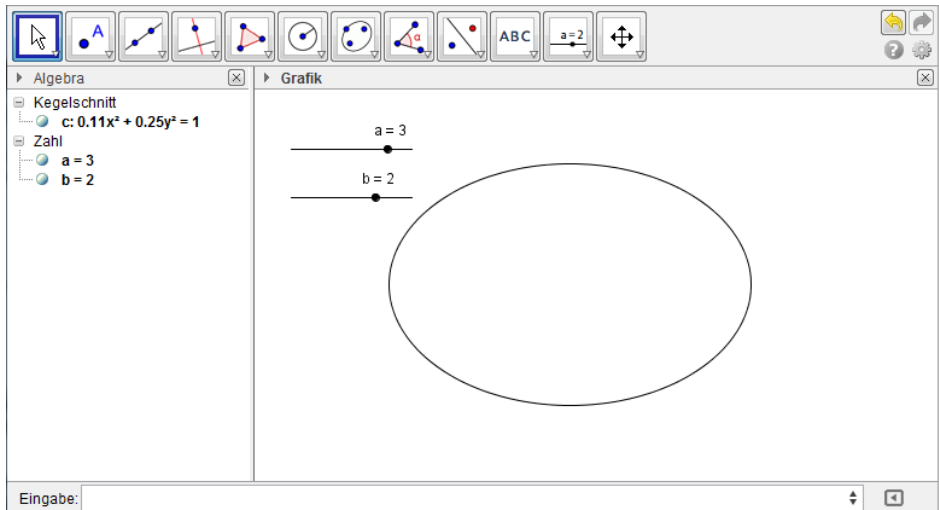 A
α
ABC
a=2
Algebra
Grafik
Kegelschnitt
c: 0.11x² + 0.25y² = 1
Zahl
a = 3
b = 2
a = 3
b = 2
Eingabe: